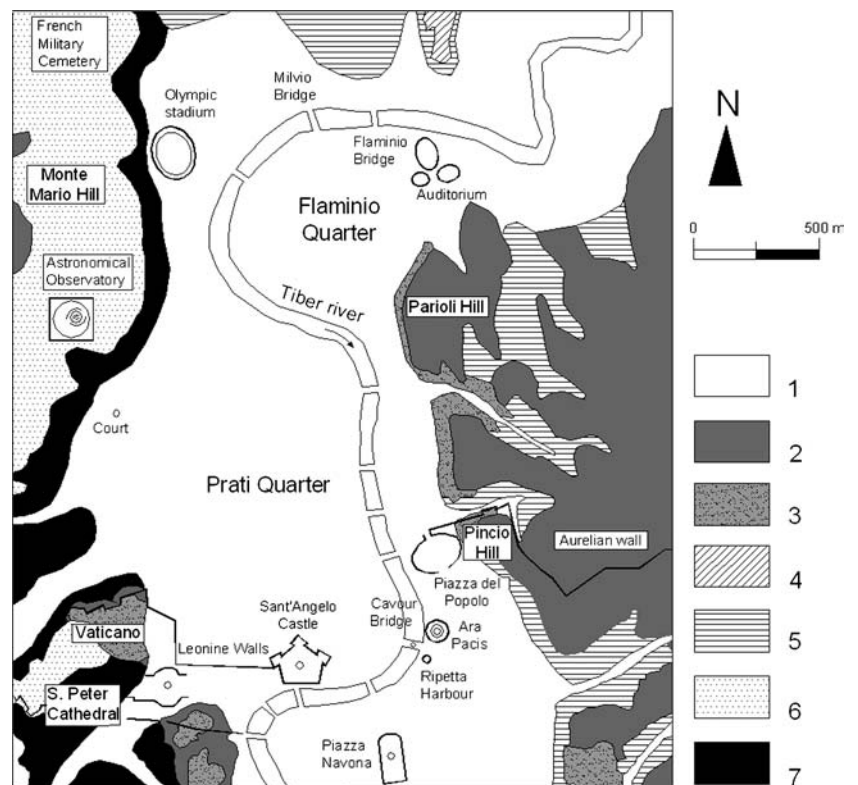 French
Military
Cemetery
Olympic
stadium
Milvio
Bridge
Flaminio
Bridge
Auditorium
N
Monte
Mario Hill
Flaminio
Quarter
0
500 m
Astronomical
Observatory
Tiber river
Parioli Hill
1
Court
2
Prati Quarter
3
Pincio
Hill
Aurelian wall
4
Piazza del
Popolo
Sant'Angelo
Castle
Cavour
Bridge
Vaticano
Leonine Walls
Ara
Pacis
5
S. Peter
Cathedral
Ripetta
Harbour
6
Piazza
Navona
7